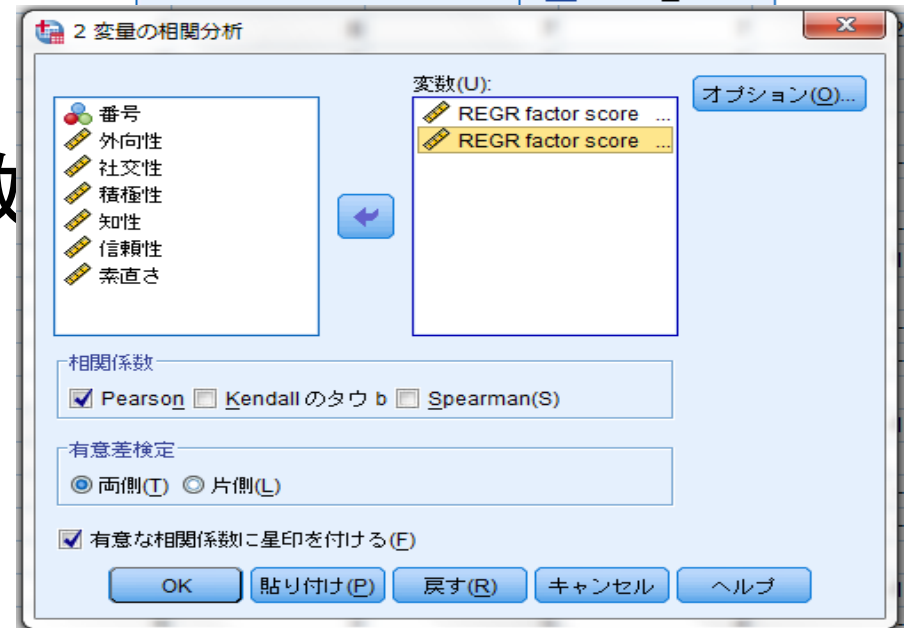 2 変量の相関分析
変数(U):
オプション(O)...
番号
外向性
社交性
積極性
知性
信頼性
素直さ
REGR factor score ...
REGR factor score ...
相関係数
Pearson Kendall のタウ b Spearman(S)
有意差検定
両側(T) 片側(L)
有意な相関係数に星印を付ける(F)
OK 貼り付け(P) 戻す(R) キャンセル ヘルプ